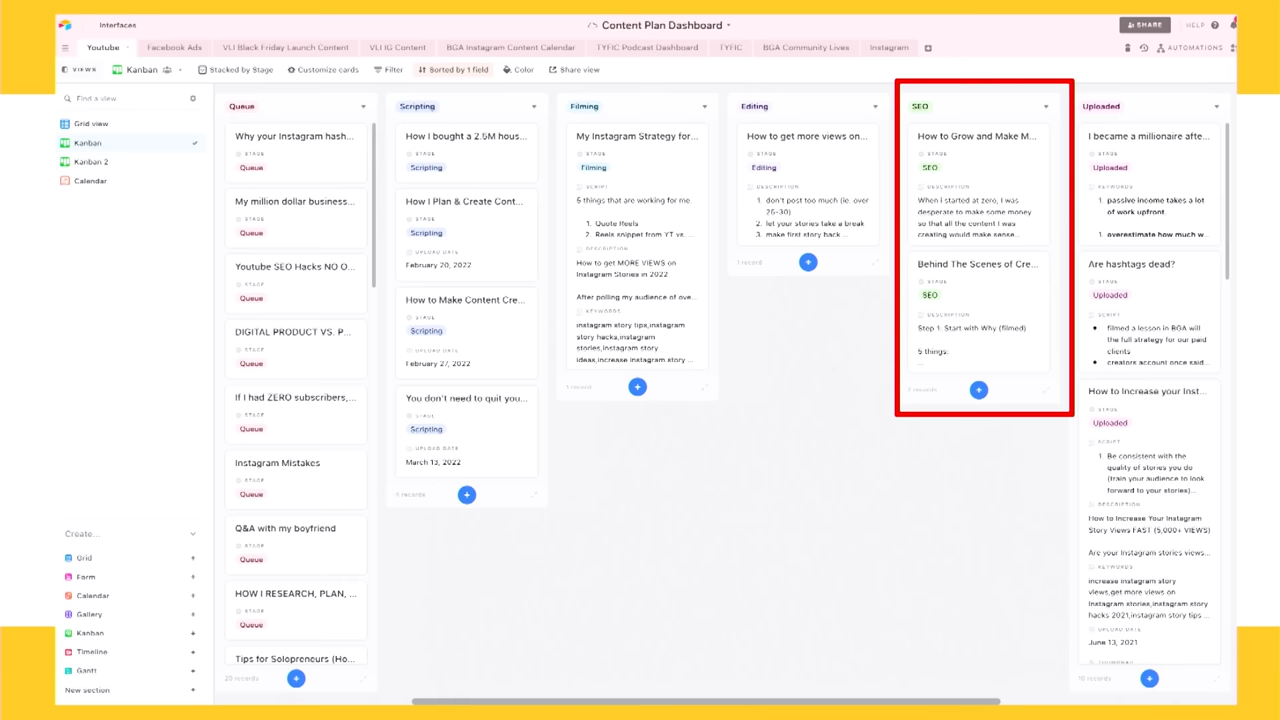 Interfaces
Content Plan Dashboard
SHARE
HELP
Youtube
Facebook Ads
VLI Black Friday Launch Content
VLI IG Content
BGA Instagram Content Calendar
TYFIC Podcast Dashboard
TYFIC
BGA Community Lives
Instagram
AUTOMATIONS
VIEWS
Kanban
Stacked by Stage
Customize cards
Filter
Sorted by 1 field
Color
Share view
Find a view
Grid view
Kanban
Kanban 2
Calendar
Create...
Grid
Form
Calendar
Gallery
Kanban
Timeline
Gantt
New section
Queue
Why your Instagram hash...
STAGE
Queue
My million dollar business...
STAGE
Queue
Youtube SEO Hacks NO O...
STAGE
Queue
DIGITAL PRODUCT VS. P...
STAGE
Queue
If I had ZERO subscribers,...
STAGE
Queue
Instagram Mistakes
STAGE
Queue
Q&A with my boyfriend
STAGE
Queue
HOW I RESEARCH, PLAN, ...
STAGE
Queue
Tips for Solopreneurs (Ho...
20 records
Scripting
How I bought a 2.5M hous...
STAGE
Scripting
How I Plan & Create Cont...
STAGE
Scripting
UPLOAD DATE
February 20, 2022
How to Make Content Cre...
STAGE
Scripting
UPLOAD DATE
February 27, 2022
You don't need to quit you...
STAGE
Scripting
UPLOAD DATE
March 13, 2022
records
Filming
My Instagram Strategy for...
STAGE
Filming
SCRIPT
5 things that are working for me.
1. Quote Reels
2. Reels snippet from YT vs. ...
DESCRIPTION
How to get MORE VIEWS on
Instagram Stories in 2022
After polling my audience of ove...
KEYWORDS
instagram story tips,instagram
story hacks,instagram
stories,instagram story
ideas,increase instagram story ...
1 record
Editing
How to get more views on...
STAGE
Editing
DESCRIPTION
1. don't post too much (ie. over
25-30)
2. let your stories take a break
3. make first story back ...
1 record
SEO
How to Grow and Make M...
STAGE
SEO
DESCRIPTION
When I started at zero, I was
desperate to make some money
so that all the content I was
creating would make sense...
Behind The Scenes of Cre...
STAGE
SEO
DESCRIPTION
Step 1: Start with Why (filmed)
5 things:
...
records
Uploaded
I became a millionaire afte...
STAGE
Uploaded
KEYWORDS
1. passive income takes a lot
of work upfront
1. overestimate how much w...
Are hashtags dead?
STAGE
Uploaded
SCRIPT
• filmed a lesson in BGA will
the full strategy for our paid
clients
• creators account once said...
How to Increase your Inst...
STAGE
Uploaded
SCRIPT
1. Be consistent with the
quality of stories you do
(train your audience to look
forward to your stories)...
DESCRIPTION
How to Increase Your Instagram
Story Views FAST (5,000+ VIEWS)
Are your Instagram stories views...
KEYWORDS
increase instagram story
views,get more views on
Instagram stories,instagram story
hacks 2021,instagram story tips ...
UPLOAD DATE
June 13, 2021
THUMBNAIL
records